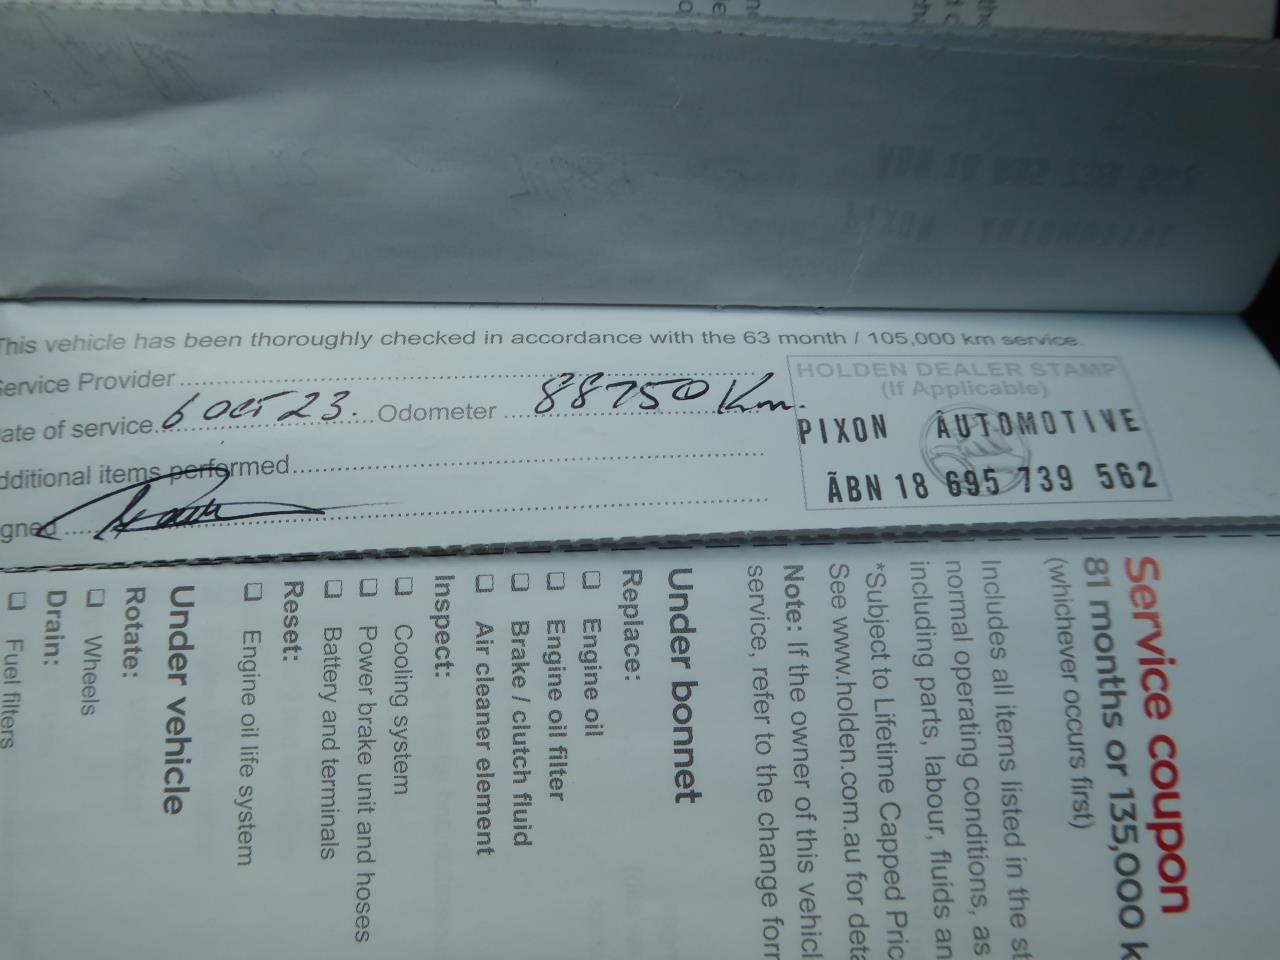 This vehicle has been thoroughly checked in accordance with the 63 month / 105,000 km service.
ervice Provider
ate of service 6 OCT 23. Odometer 88750 Km.
dditional items performed
gned
HOLDEN DEALER STAMP
(If Applicable)
PIXON AUTOMOTIVE
ABN 18 695 739 562
Service coupon
81 months or 135,000 k
(whichever occurs first)
Includes all items listed in the st
normal operating conditions, as
including parts, labour, fluids an
*Subject to Lifetime Capped Pric
See www.holden.com.au for deta
Note: If the owner of this vehicl
service, refer to the change for
Under bonnet
Replace:
❑ Engine oil
❑ Engine oil filter
❑ Brake / clutch fluid
❑ Air cleaner element
Inspect:
❑ Cooling system
❑ Power brake unit and hoses
❑ Battery and terminals
Reset:
❑ Engine oil life system
Under vehicle
Rotate:
❑ Wheels
Drain:
❑ Fuel filters